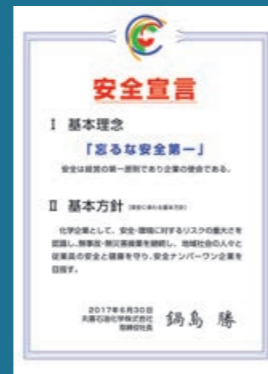 安全宣言
Ⅰ 基本理念
「忘るな安全第一」
安全は経営の第一原則であり企業の使命である。
Ⅱ 基本方針
化学企業として、安全・環境に対するリスクの重大さを
認識し、無事故・無災害操業を継続し、地域社会の人々と
従業員の安全と健康を守り、安全ナンバーワン企業を
目指す。
2017年6月30日
丸善石油化学株式会社
取締役社長 鍋島 勝